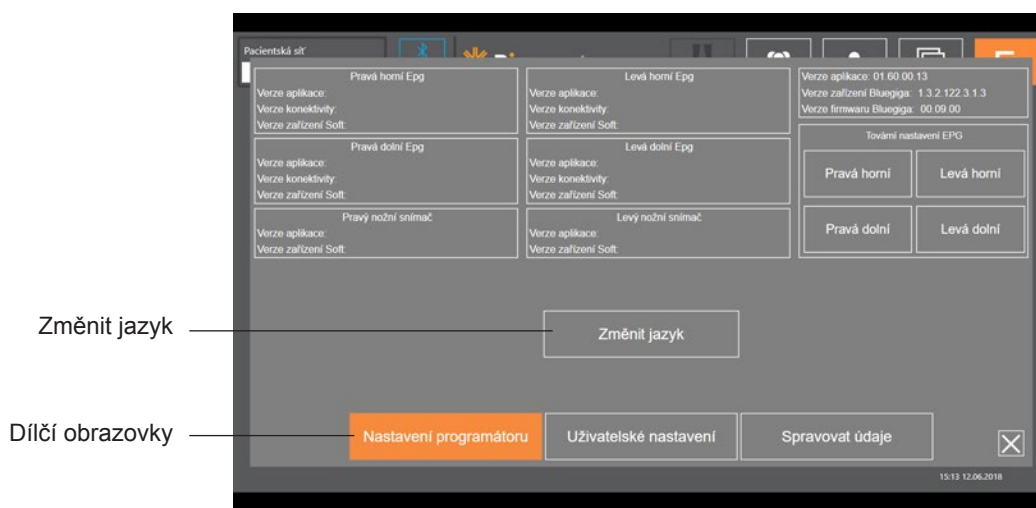 Pacientská síť
Pravá horní Epg
Verze aplikace:
Verze konektivity:
Verze zařízení Soft:
Levá horní Epg
Verze aplikace:
Verze konektivity:
Verze zařízení Soft:
Verze aplikace: 01.60.00.13
Verze zařízení Bluegiga: 1.3.2.122.3.1.3
Verze firmwaru Bluegiga: 00.09.00
Pravá dolní Epg
Verze aplikace:
Verze konektivity:
Verze zařízení Soft:
Levá dolní Epg
Verze aplikace:
Verze konektivity:
Verze zařízení Soft:
Tovární nastavení EPG
Pravá horní
Levá horní
Pravá dolní
Levá dolní
Pravý nožní snímač
Verze aplikace:
Verze zařízení Soft:
Levý nožní snímač
Verze aplikace:
Verze zařízení Soft:
Změnit jazyk
Změnit jazyk
Dílčí obrazovky
Nastavení programátoru
Uživatelské nastavení
Spravovat údaje
15:13 12.06.2018